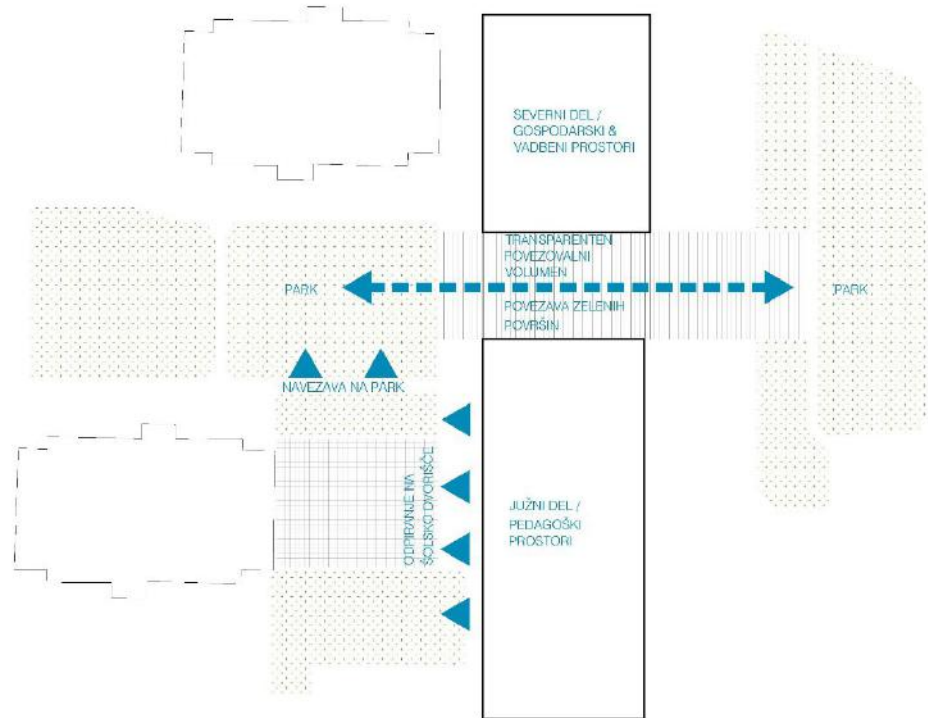 SEVERNI DEL /
GOSPODARSKI &
VADBENI PROSTORI
TRANSPARENTEN
POVEZOVALNI
VOLUMEN
PARK
PARK
POVEZAVA ZELENIH
POVRŠIN
NAVEZAVA NA PARK
ODPIRANJE NA
ŠOLSKO DVORIŠČE
JUŽNI DEL /
PEDAGOŠKI
PROSTORI